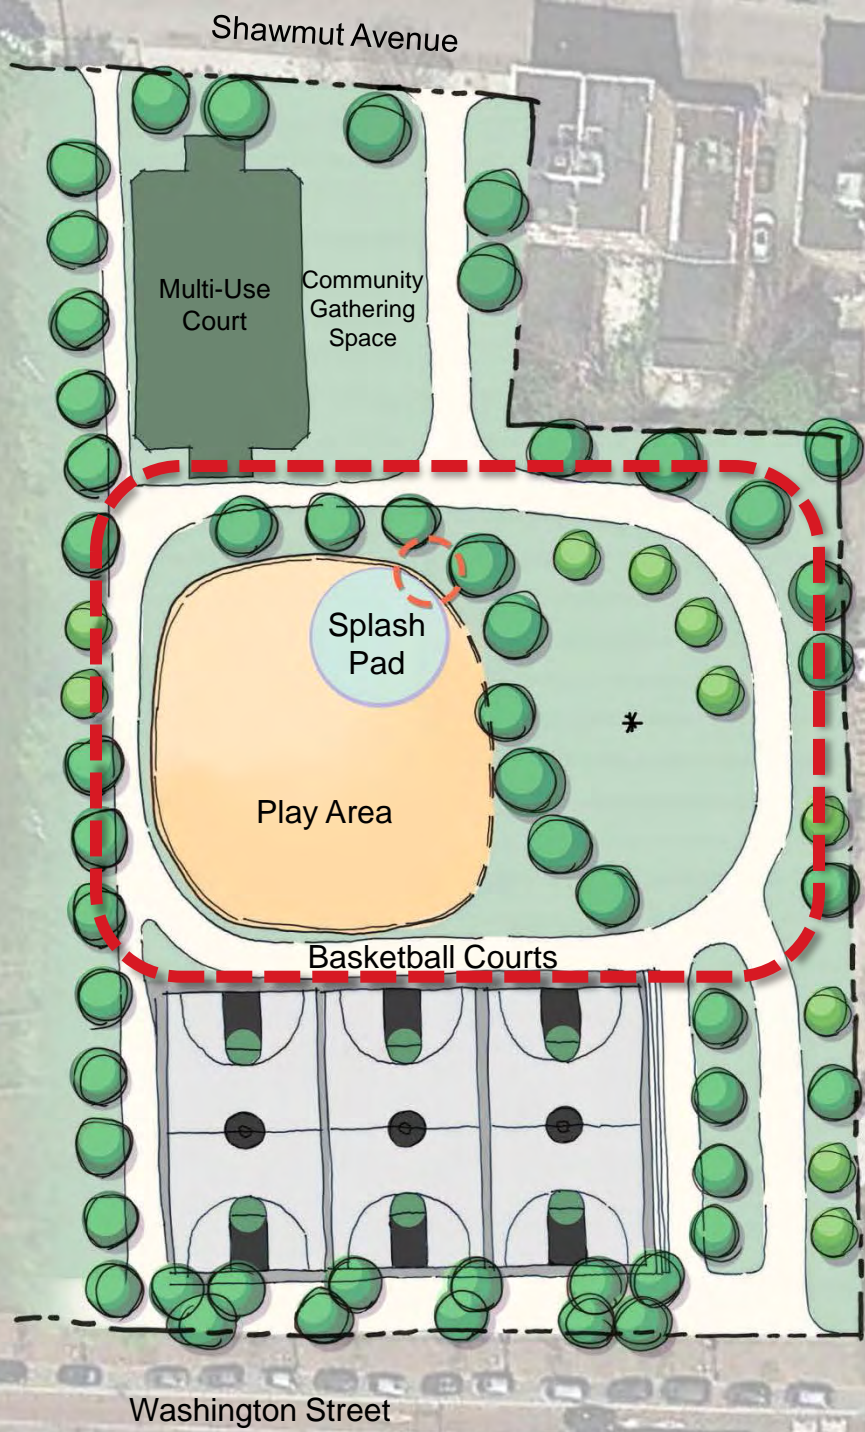 Shawmut Avenue
Multi-Use
Court
Community
Gathering
Space
Splash
Pad
Play Area
Basketball Courts
Washington Street